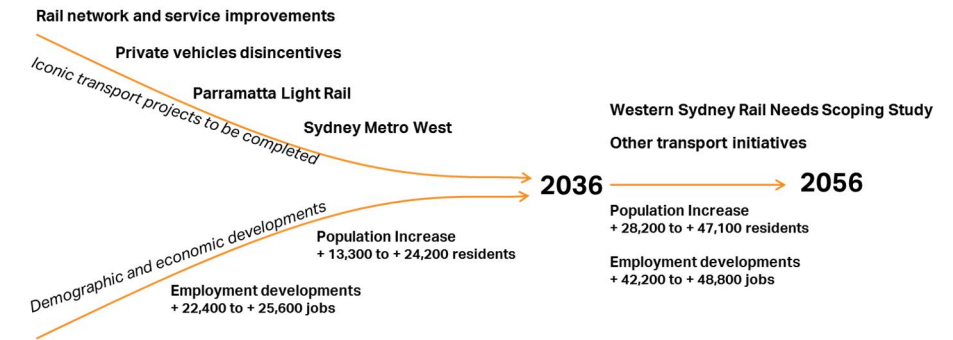 Rail network and service improvements
Private vehicles disincentives
Iconic transport projects to be completed
Parramatta Light Rail
Sydney Metro West
Western Sydney Rail Needs Scoping Study
Other transport initiatives
2036
2056
Demographic and economic developments
Population Increase
+ 13,300 to + 24,200 residents
Employment developments
+ 22,400 to + 25,600 jobs
Population Increase
+ 28,200 to + 47,100 residents
Employment developments
+ 42,200 to + 48,800 jobs